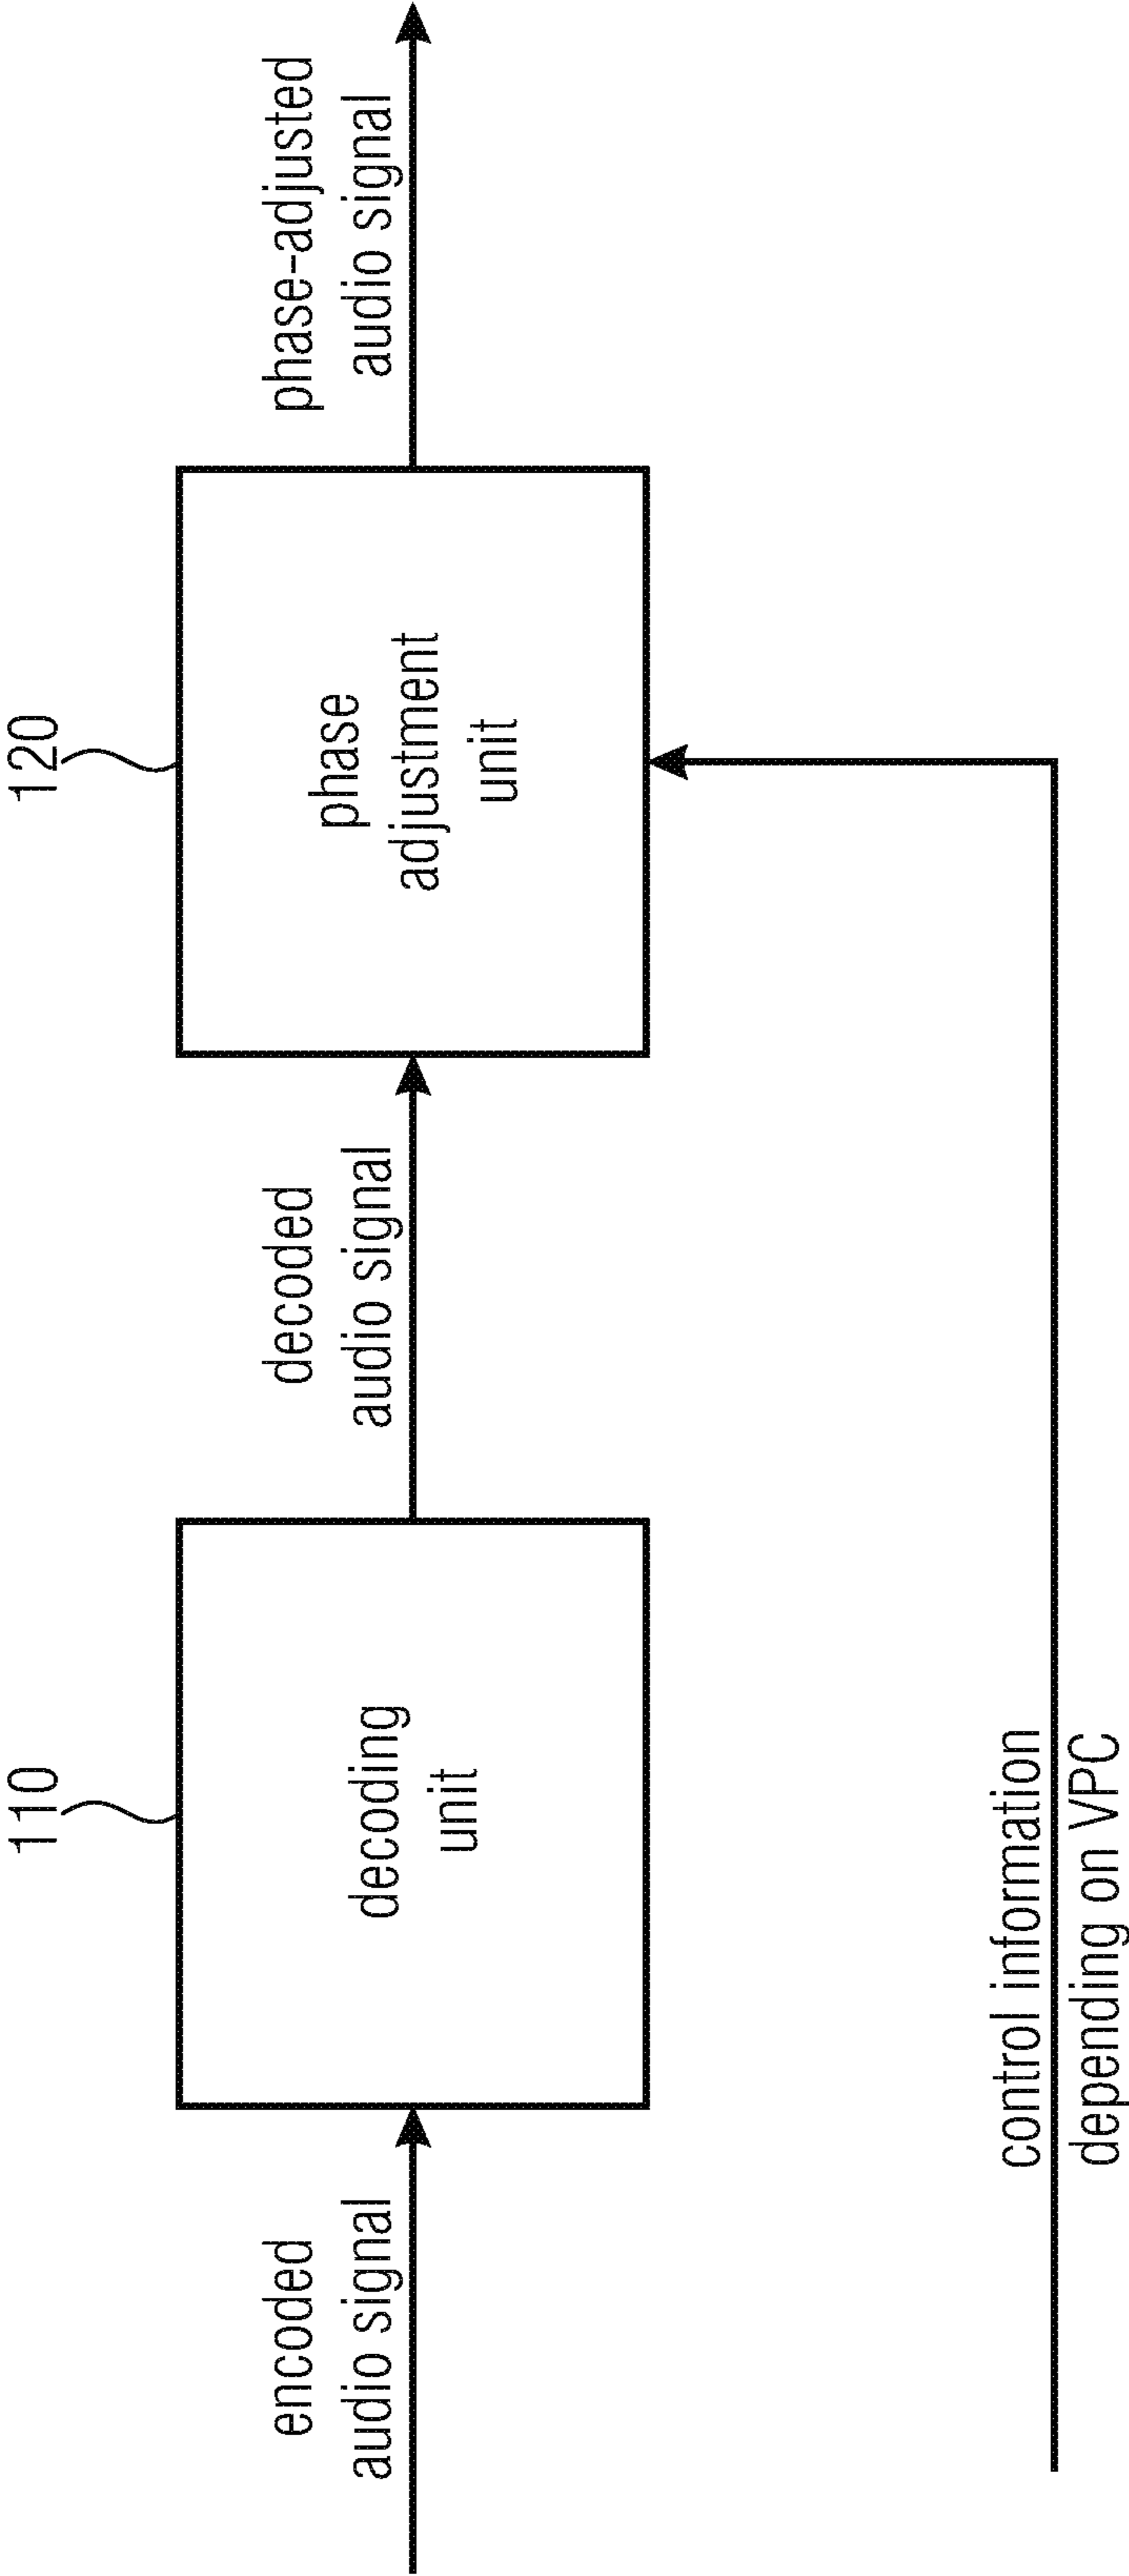 110
120
encoded
audio signal
decoding
unit
decoded
audio signal
phase
adjustment
unit
phase-adjusted
audio signal
control information
depending on VPC